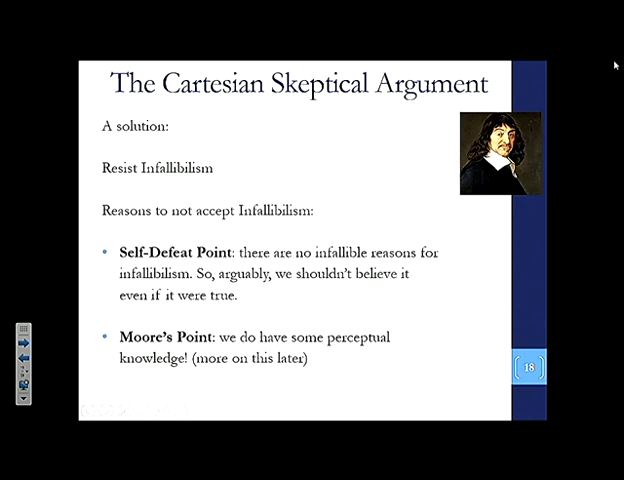 The Cartesian Skeptical Argument
A solution:
Resist Infallibilism
Reasons to not accept Infallibilism:
• Self-Defeat Point: there are no infallible reasons for
infallibilism. So, arguably, we shouldn't believe it
even if it were true.
• Moore's Point: we do have some perceptual
knowledge! (more on this later)
18